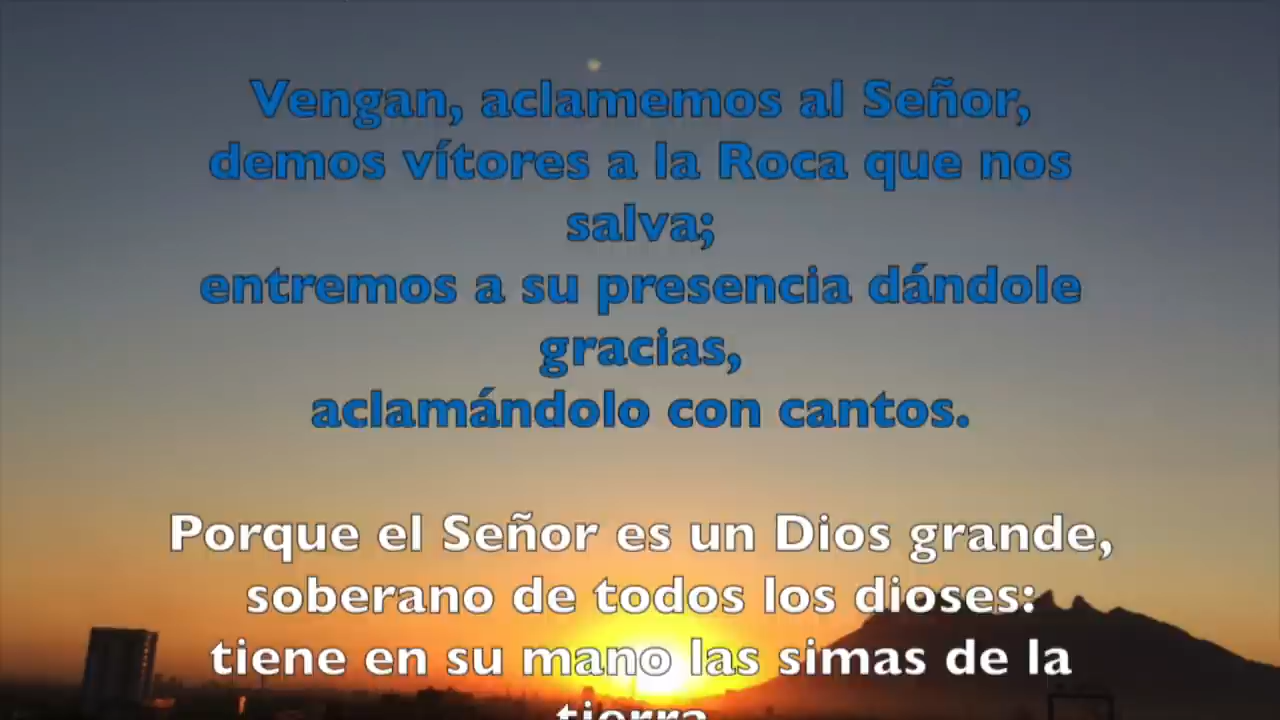 Vengan, aclamemos al Señor,
demos vítores a la Roca que nos
salva;
entremos a su presencia dándole
gracias,
aclamándolo con cantos.
Porque el Señor es un Dios grande,
soberano de todos los dioses:
tiene en su mano las simas de la
tierra